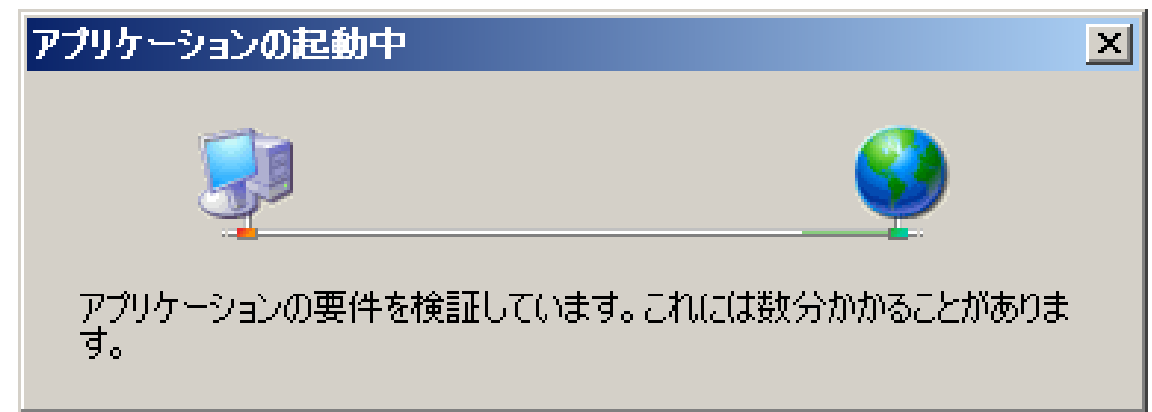 アプリケーションの起動中
アプリケーションの要件を検証しています。これには数分かかることがありま
す。